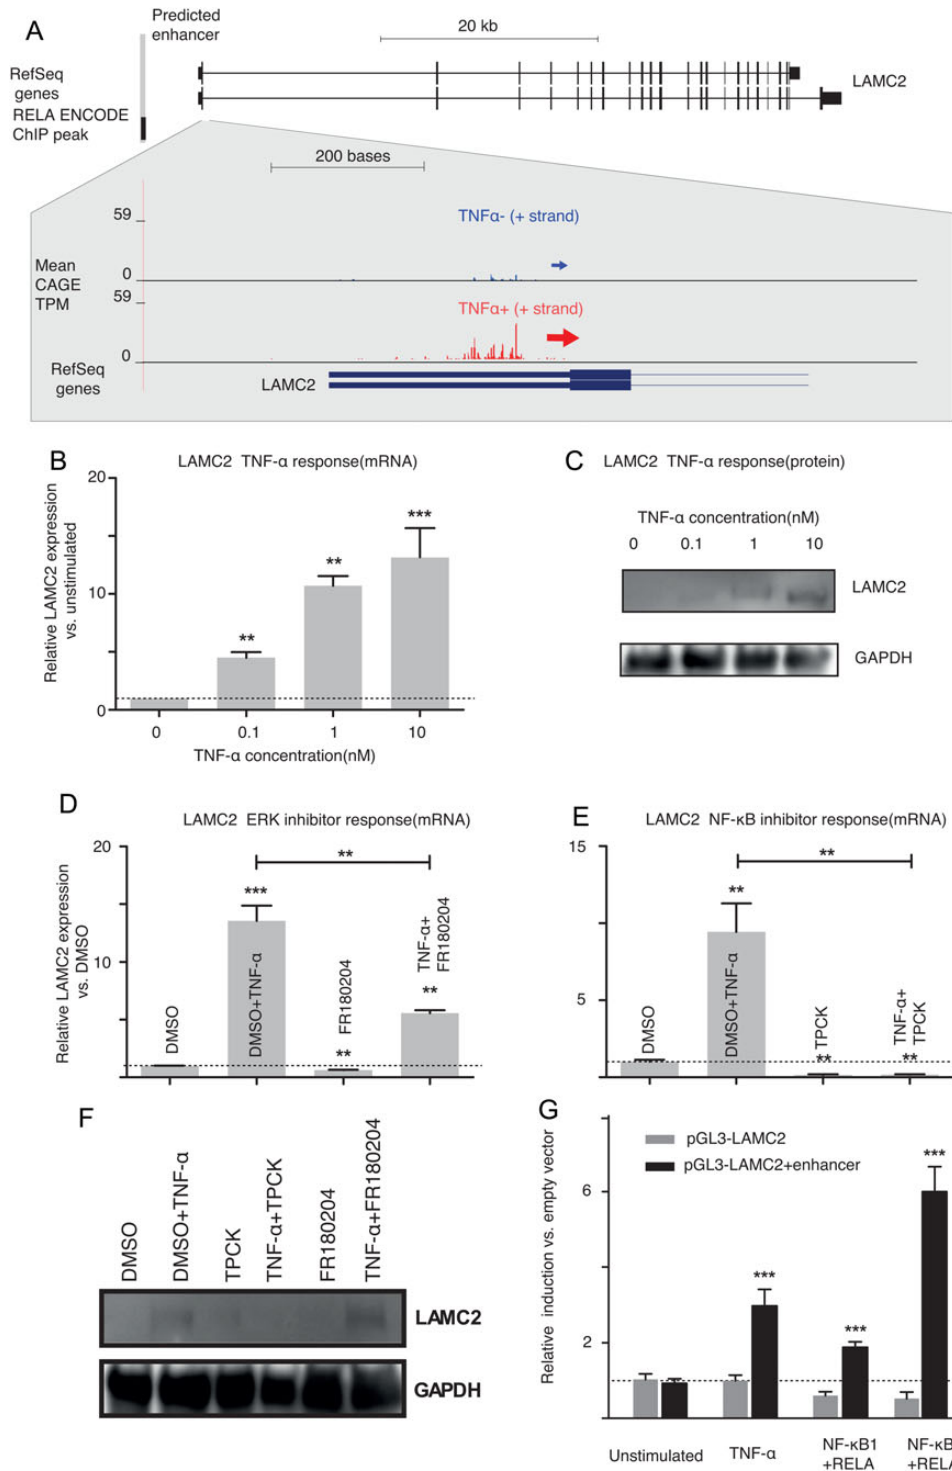 A
Predicted
enhancer
20 kb
RefSeq
genes
LAMC2
RELA ENCODE
ChIP peak
200 bases
59
TNFα- (+ strand)
Mean
CAGE
TPM
0
59
TNFα+ (+ strand)
0
RefSeq
genes
LAMC2
B
LAMC2 TNF-α response(mRNA)
Relative LAMC2 expression
vs. unstimulated
20
10
0
**
**
***
0 0.1 1 10
TNF-α concentration(nM)
C
LAMC2 TNF-α response(protein)
TNF-α concentration(nM)
0 0.1 1 10
LAMC2
GAPDH
D
LAMC2 ERK inhibitor response(mRNA)
Relative LAMC2 expression
vs. DMSO
20
10
**
***
**
**
DMSO
DMSO+TNF-α
FR180204
TNF-α+
FR180204
E
LAMC2 NF-κB inhibitor response(mRNA)
15
5
**
**
**
**
DMSO
DMSO+TNF-α
TPCK
TNF-α+
TPCK
F
DMSO
DMSO+TNF-α
TPCK
TNF-α+TPCK
FR180204
TNF-α+FR180204
LAMC2
GAPDH
G
Relative induction vs. empty vector
pGL3-LAMC2
pGL3-LAMC2+enhancer
6
2
***
***
***
Unstimulated
TNF-α
NF-κB1
+RELA
NF-κB
+RELA